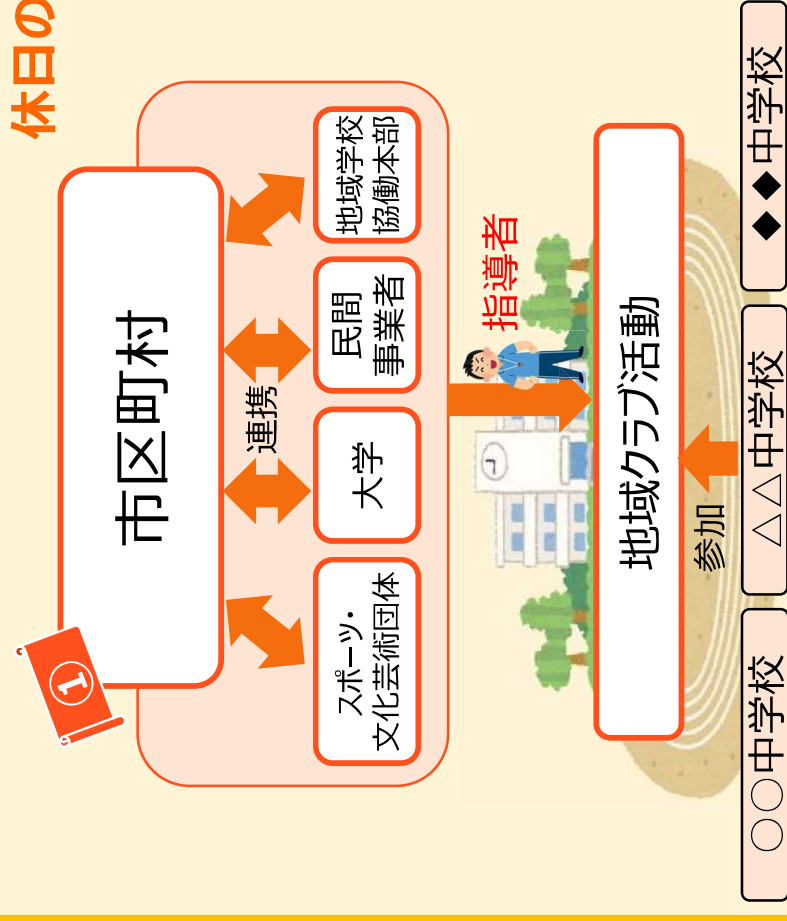 休日の
①
市区町村
連携
スポーツ・
文化芸術団体
大学
民間
事業者
地域学校
協働本部
指導者
地域クラブ活動
参加
○○中学校
△△中学校
◆◆中学校